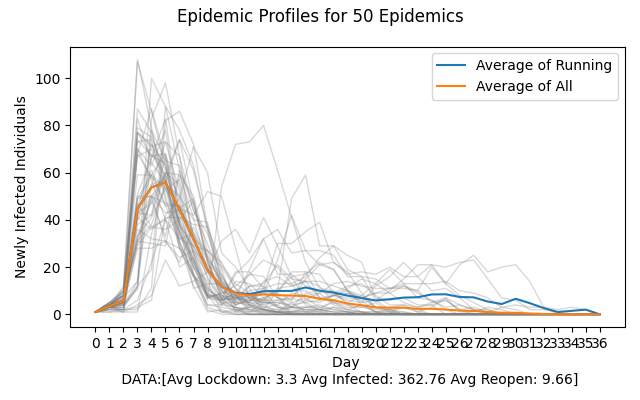 Epidemic Profiles for 50 Epidemics
Average of Running
Average of All
Newly Infected Individuals
100
80
60
40
20
0
0 1 2 3 4 5 6 7 8 9 10 11 12 13 14 15 16 17 18 19 20 21 22 23 24 25 26 27 28 29 30 31 32 33 34 35 36
Day
DATA:[Avg Lockdown: 3.3 Avg Infected: 362.76 Avg Reopen: 9.66]